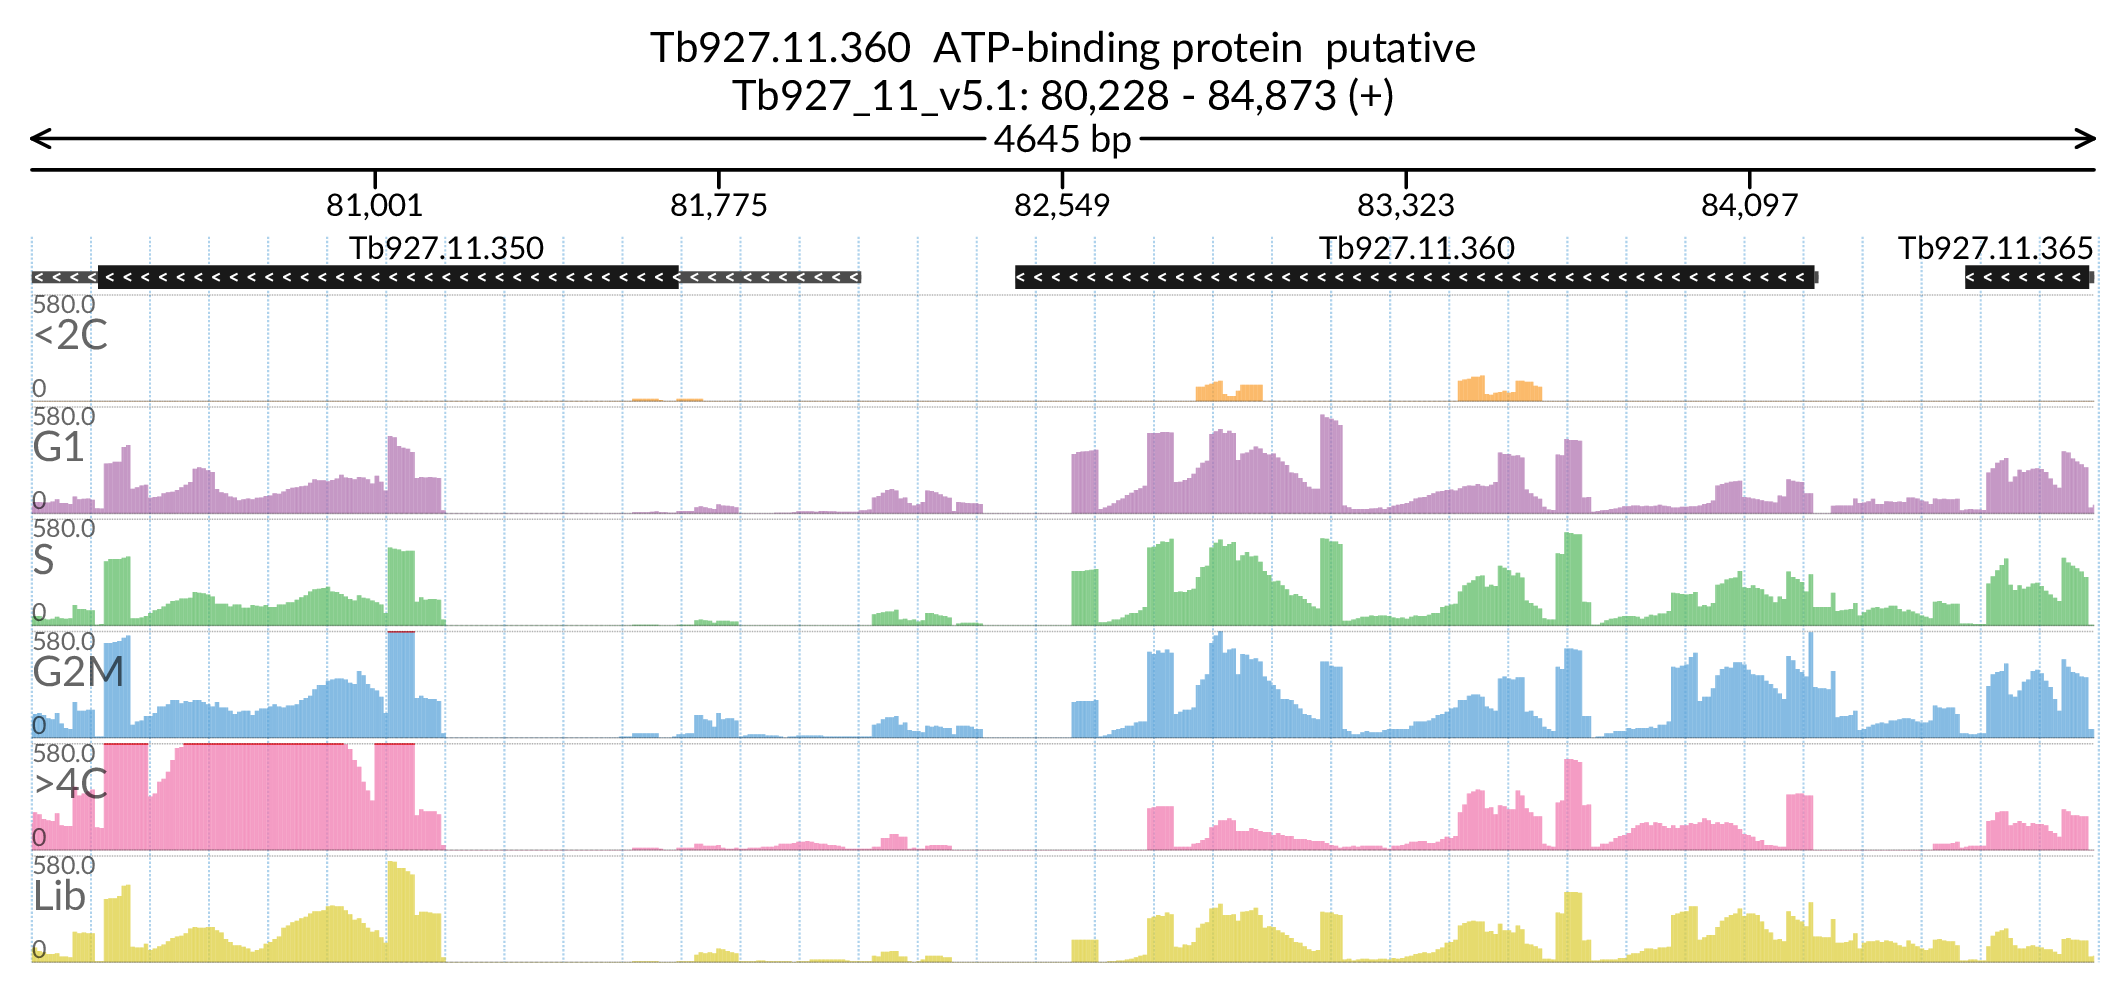 Tb927.11.360 ATP-binding protein putative
Tb927_11_v5.1: 80,228 - 84,873 (+)
4645 bp
81,001 81,775 82,549 83,323 84,097
Tb927.11.350 Tb927.11.360 Tb927.11.365
580.0
<2C
0
580.0
G1
0
580.0
S
0
580.0
G2M
0
580.0
>4C
0
580.0
Lib
0